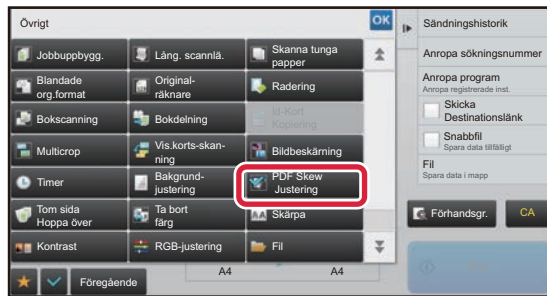 Övrigt
OK
Jobbuppbygg.
Lång. scannlä.
Skanna tunga
papper
Blandade
org.format
Original-
räknare
Radering
Bokscanning
Bokdelning
Id-Kort
Kopiering
Multicrop
Vis.korts-skan-
ning
Bildbeskärning
Timer
Bakgrund-
justering
PDF Skew
Justering
Tom sida
Hoppa över
Ta bort
färg
Skärpa
Kontrast
RGB-justering
Fil
Föregående
A4
A4
Sändningshistorik
Anropa sökningsnummer
Anropa program
Anropa registrerade inst.
Skicka
Destinationslänk
Snabbfil
Spara data tillfälligt
Fil
Spara data i mapp
Förhandsgr.
CA